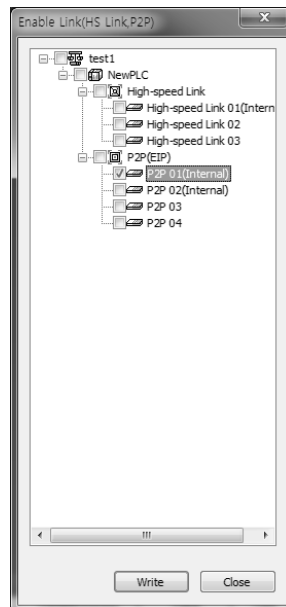 Enable Link(HS Link,P2P)
test1
NewPLC
High-speed Link
High-speed Link 01(Intern
High-speed Link 02
High-speed Link 03
P2P(EIP)
P2P 01(Internal)
P2P 02(Internal)
P2P 03
P2P 04
Write Close